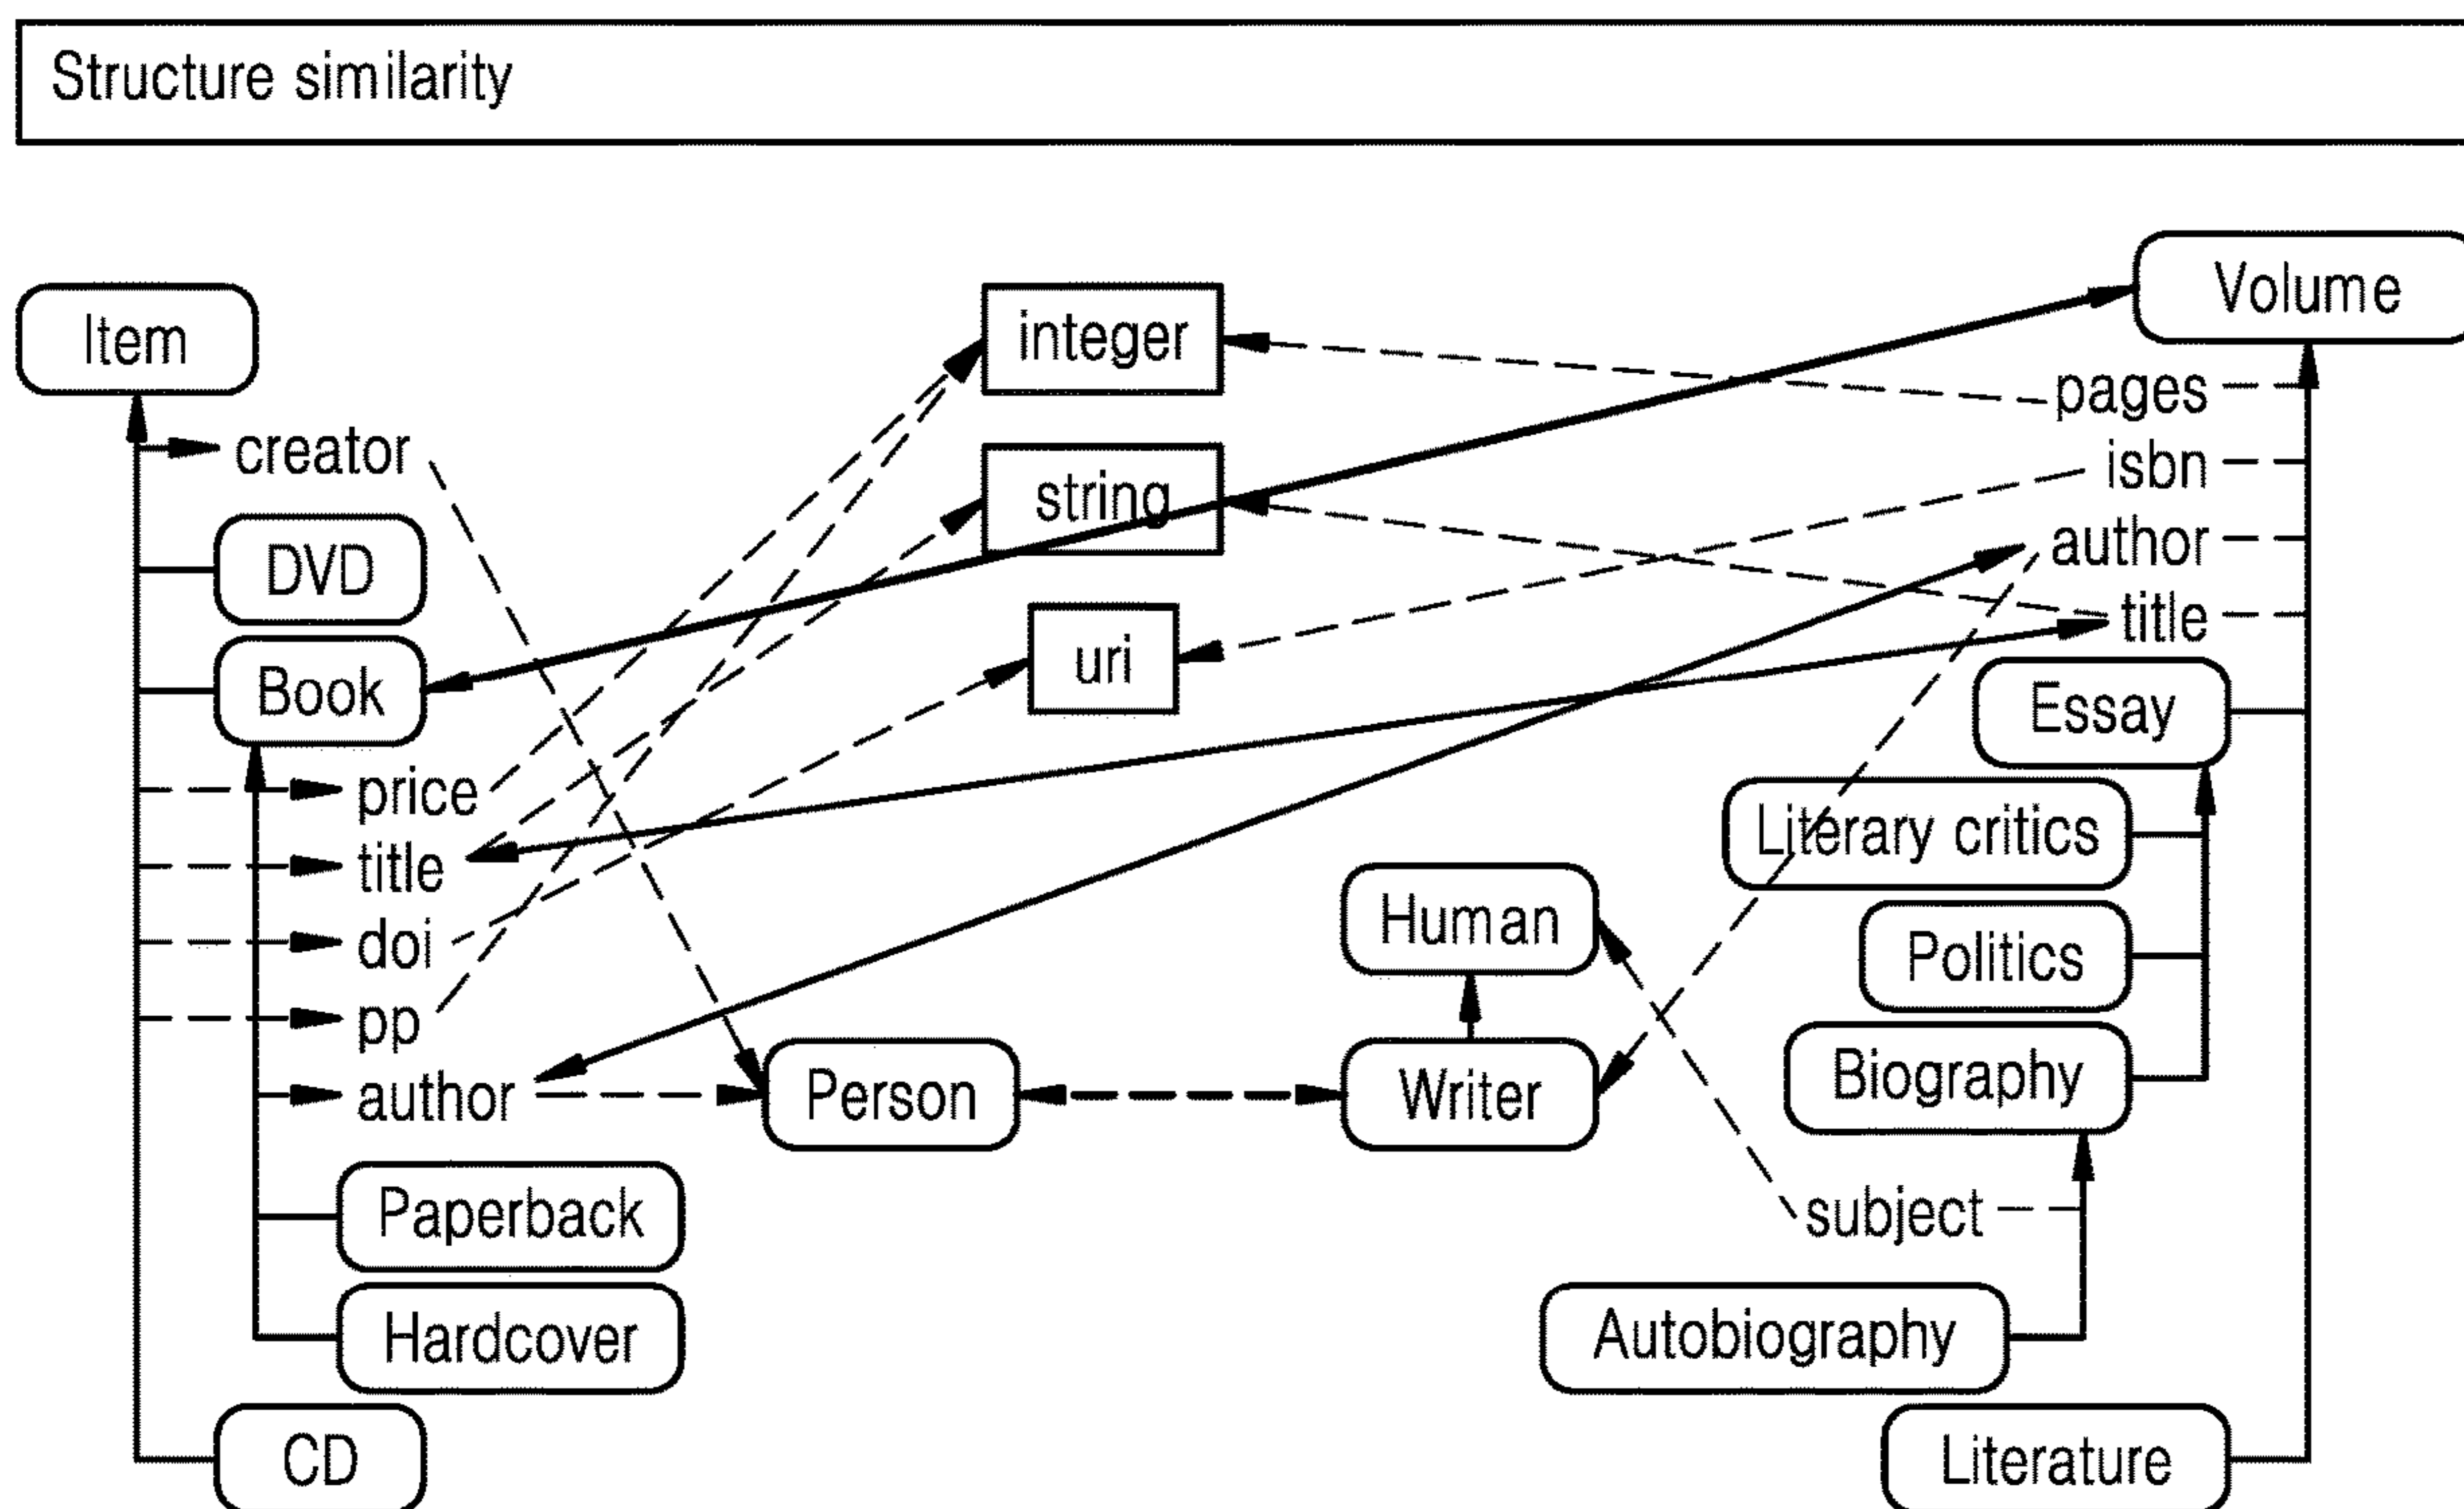 Structure similarity
Item
creator
DVD
Book
price
title
doi
pp
author
Paperback
Hardcover
CD
integer
string
uri
Person
Human
Writer
Volume
pages
isbn
author
title
Essay
Literary critics
Politics
Biography
subject
Autobiography
Literature